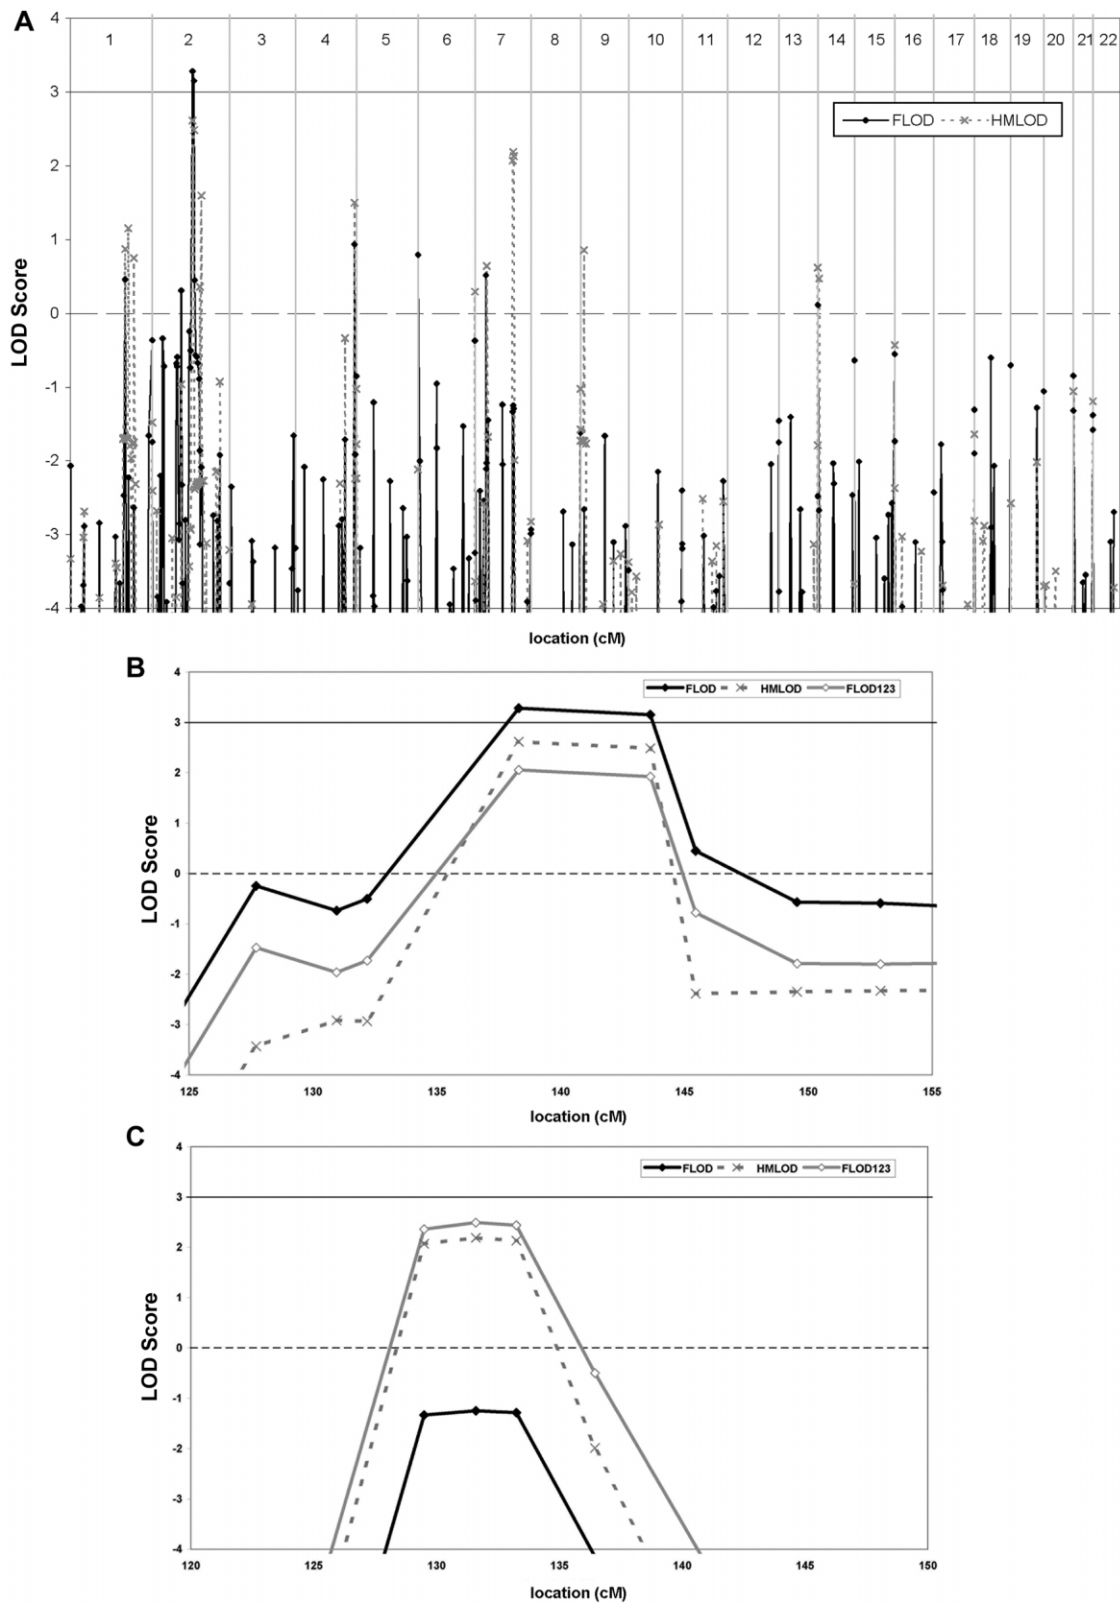 A
4
1 2 3 4 5 6 7 8 9 10 11 12 13 14 15 16 17 18 19 20 21 22
3
FLOD HMLOD
2
1
0
-1
-2
-3
-4
LOD Score
location (cM)
B
4
FLOD HMLOD FLOD123
3
2
1
0
-1
-2
-3
-4
LOD Score
125 130 135 140 145 150 155
location (cM)
C
4
FLOD HMLOD FLOD123
3
2
1
0
-1
-2
-3
-4
LOD Score
120 125 130 135 140 145 150
location (cM)